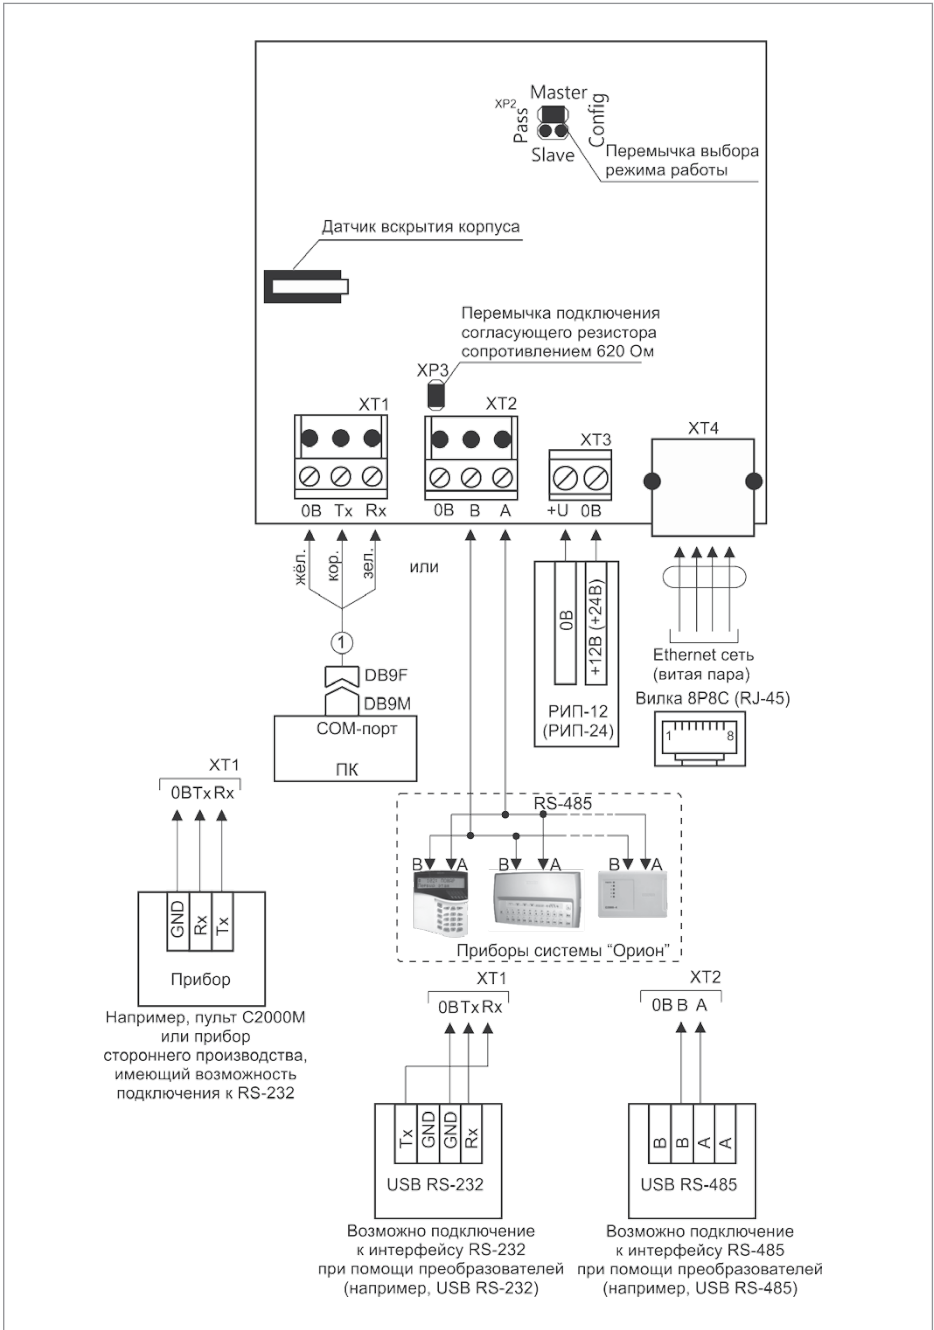 Master
XP2
Pass
Config
Slave
Перемычка выбора
режима работы
Датчик вскрытия корпуса
Перемычка подключения
согласующего резистора
сопротивлением 620 Ом
XP3
XT1
XT2
XT3
XT4
0В Tx Rx
0В B A
+U 0В
жёл.
кор.
зел.
или
1
DB9F
DB9M
COM-порт
ПК
0В
+12В (+24В)
РИП-12
(РИП-24)
Ethernet сеть
(витая пара)
Вилка 8P8C (RJ-45)
1 8
XT1
0В Tx Rx
GND
Rx
Tx
Прибор
Например, пульт С2000М
или прибор
стороннего производства,
имеющий возможность
подключения к RS-232
RS-485
B A B A B A
Приборы системы “Орион”
XT1
0В Tx Rx
Tx
GND
GND
Rx
USB RS-232
Возможно подключение
к интерфейсу RS-232
при помощи преобразователей
(например, USB RS-232)
XT2
0В B A
B
B
A
A
USB RS-485
Возможно подключение
к интерфейсу RS-485
при помощи преобразователей
(например, USB RS-485)